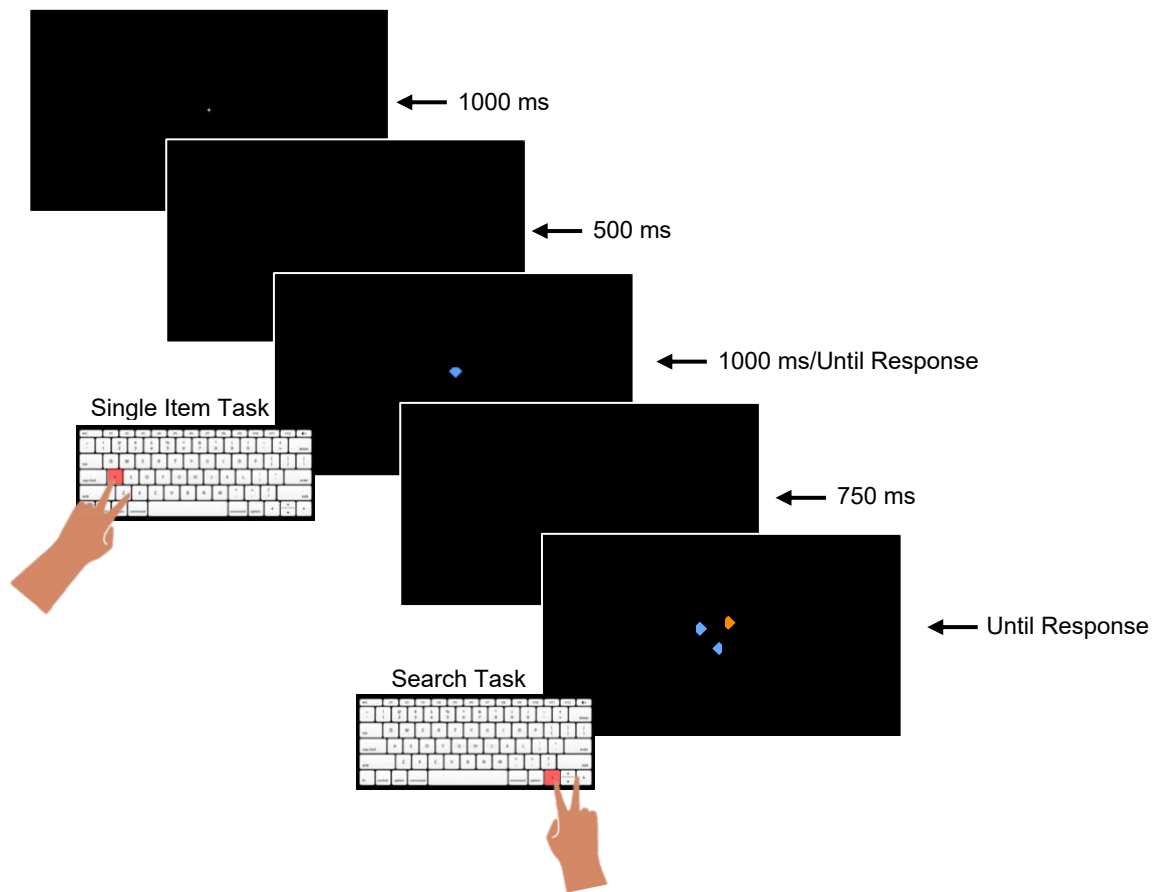 1000 ms
500 ms
1000 ms/Until Response
Single Item Task
750 ms
Until Response
Search Task